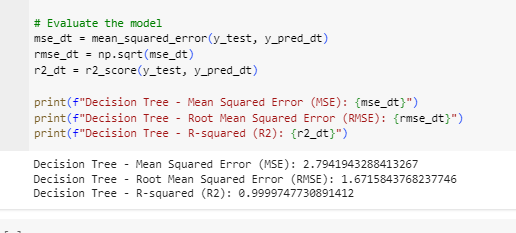 # Evaluate the model
mse_dt = mean_squared_error(y_test, y_pred_dt)
rmse_dt = np.sqrt(mse_dt)
r2_dt = r2_score(y_test, y_pred_dt)
print(f"Decision Tree - Mean Squared Error (MSE): {mse_dt}")
print(f"Decision Tree - Root Mean Squared Error (RMSE): {rmse_dt}")
print(f"Decision Tree - R-squared (R2): {r2_dt}")
Decision Tree - Mean Squared Error (MSE): 2.7941943288413267
Decision Tree - Root Mean Squared Error (RMSE): 1.6715843768237746
Decision Tree - R-squared (R2): 0.9999747730891412